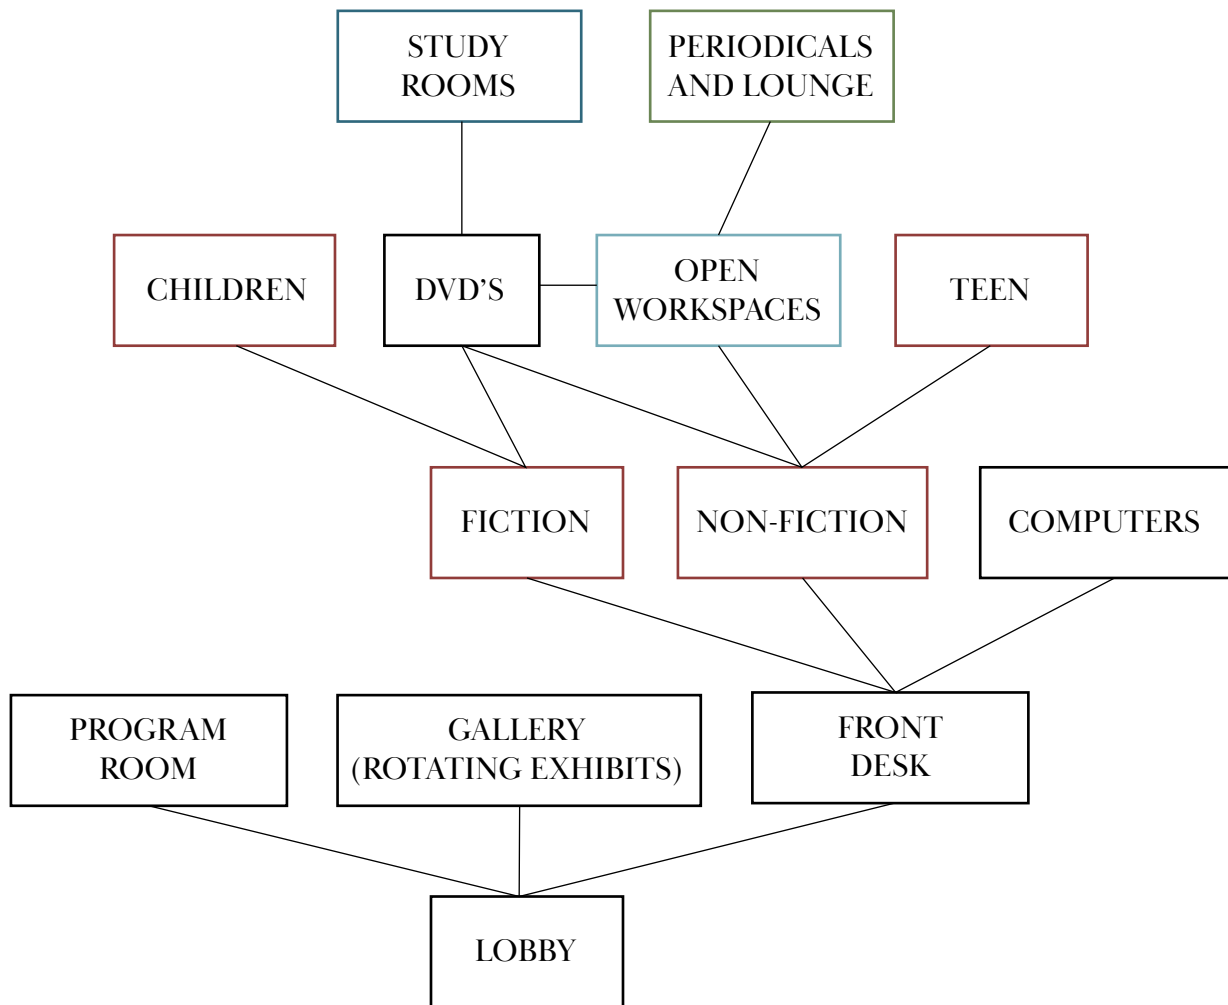 STUDY
ROOMS
PERIODICALS
AND LOUNGE
CHILDREN
DVD'S
OPEN
WORKSPACES
TEEN
FICTION
NON-FICTION
COMPUTERS
PROGRAM
ROOM
GALLERY
(ROTATING EXHIBITS)
FRONT
DESK
LOBBY